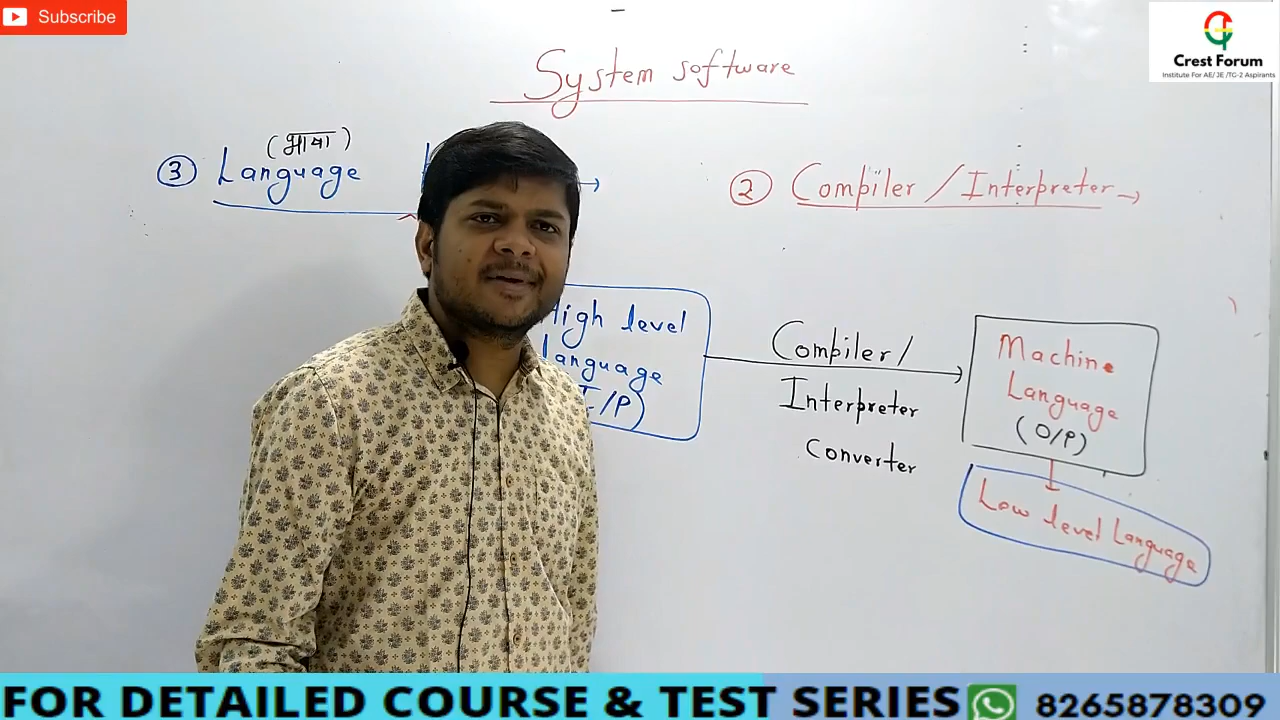 Subscribe
Crest Forum
Institute For AE/ JE /TG-2 Aspirants
System software
(भाषा)
③ Language
② Compiler / Interpreter →
High level
Language
I/P)
Compiler/
Interpreter
Converter
Machine
Language
(O/P)
Low level Language
FOR DETAILED COURSE & TEST SERIES 8265878309